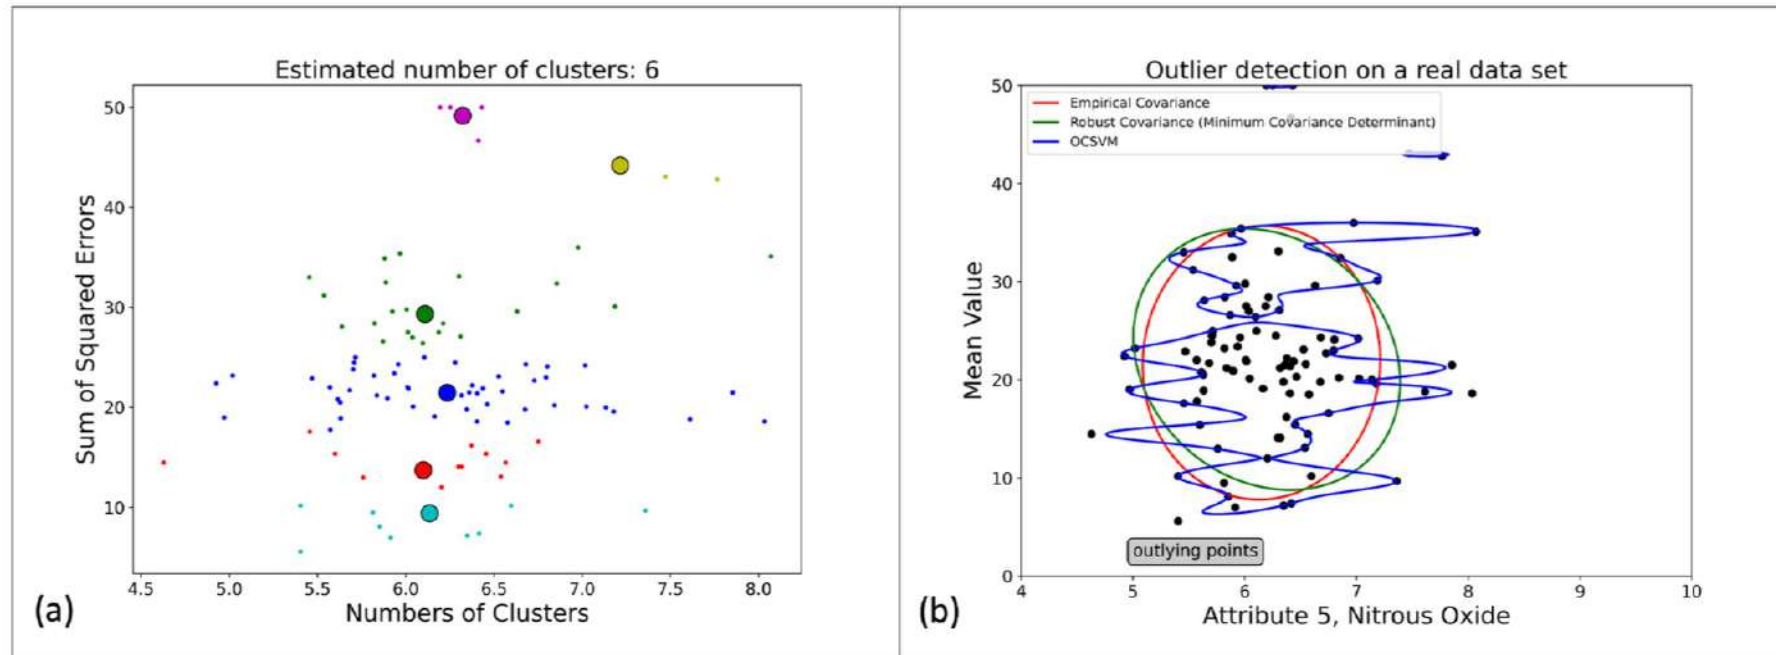 Estimated number of clusters: 6
50
40
30
20
10
Sum of Squared Errors
4.5 5.0 5.5 6.0 6.5 7.0 7.5 8.0
Numbers of Clusters
(a)
Outlier detection on a real data set
Empirical Covariance
Robust Covariance (Minimum Covariance Determinant)
OCSVM
50
40
30
20
10
0
Mean Value
outlying points
4 5 6 7 8 9 10
Attribute 5, Nitrous Oxide
(b)